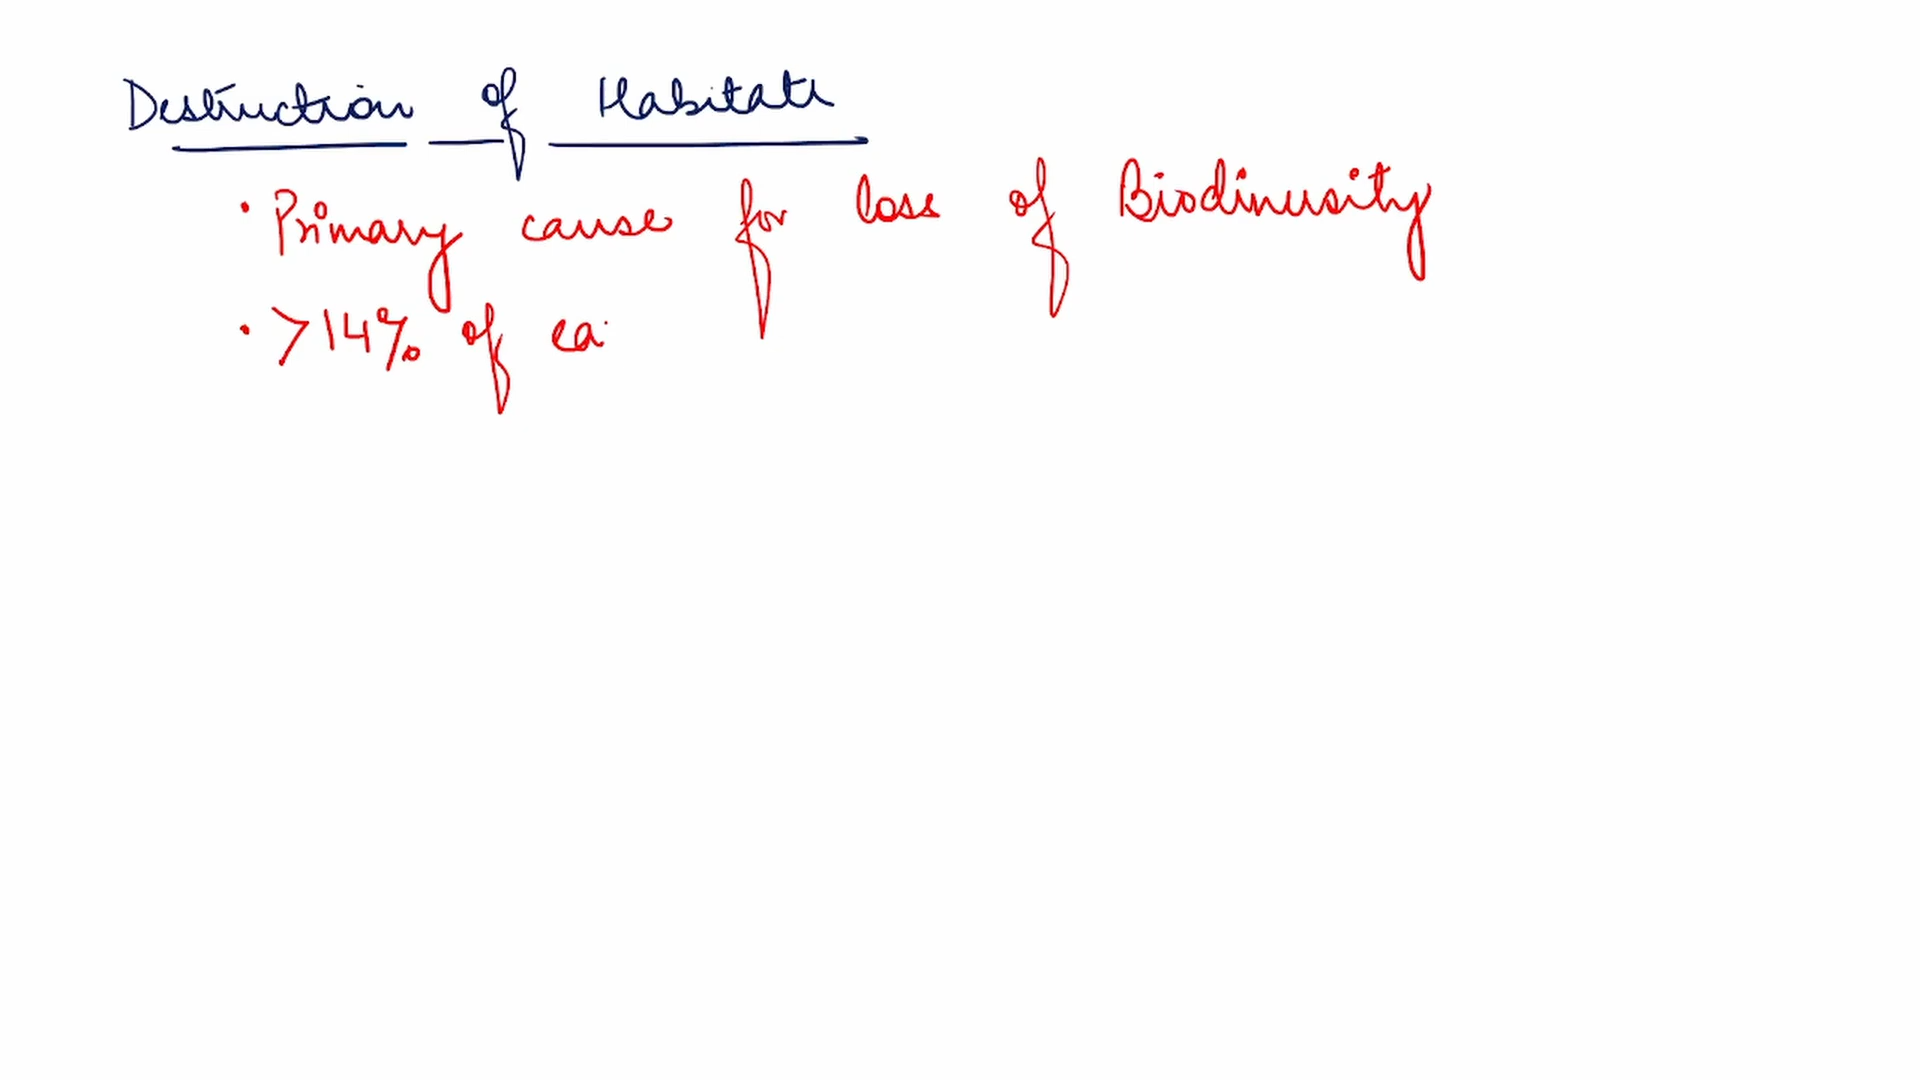 Destruction of Habitats
• Primary cause for loss of Biodiversity
• >14% of ea